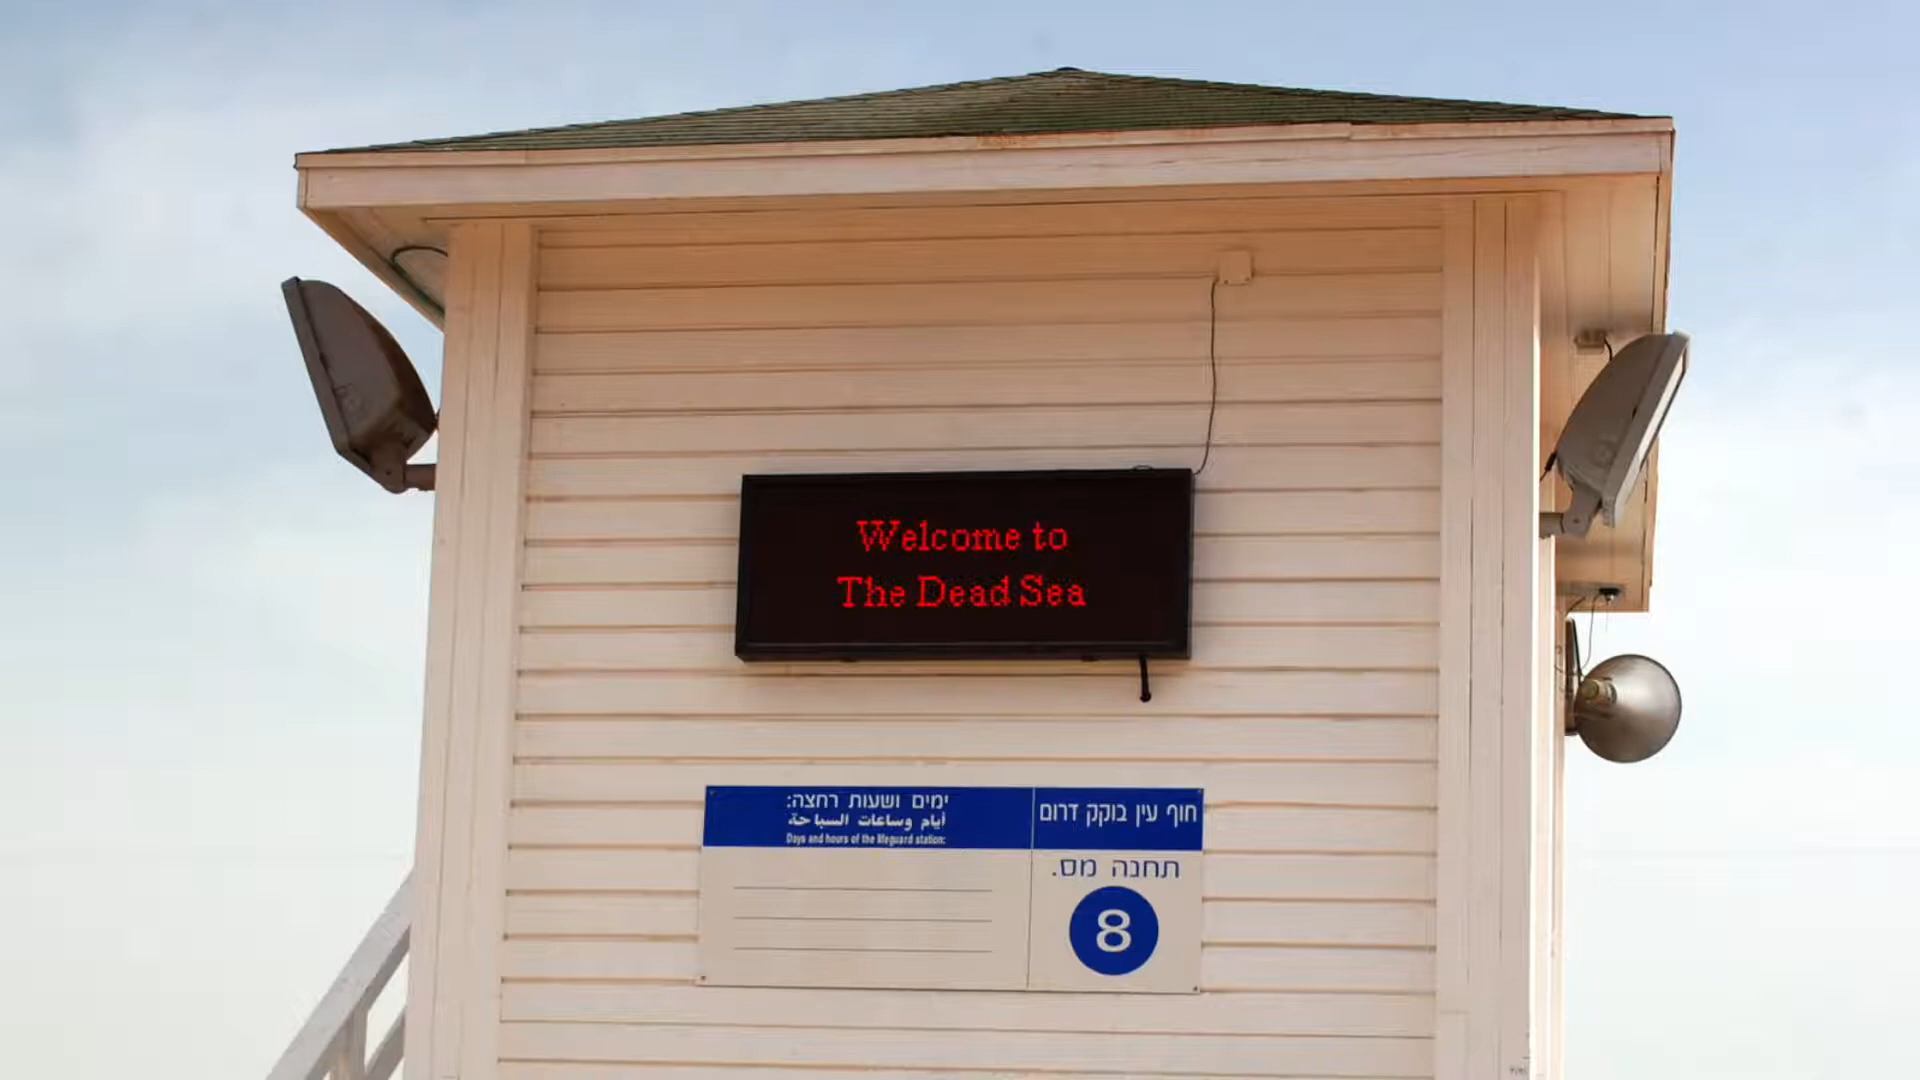 Welcome to
The Dead Sea
ימים ושעות רחצה:
أيام وساعات السباحة
Days and hours of the lifeguard station:
חוף עין בוקק דרום
תחנה מס.
8